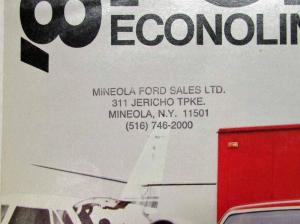 ECONOLIN
MINEOLA FORD SALES LTD.
311 JERICHO TPKE.
MINEOLA, N.Y. 11501
(516) 746-2000